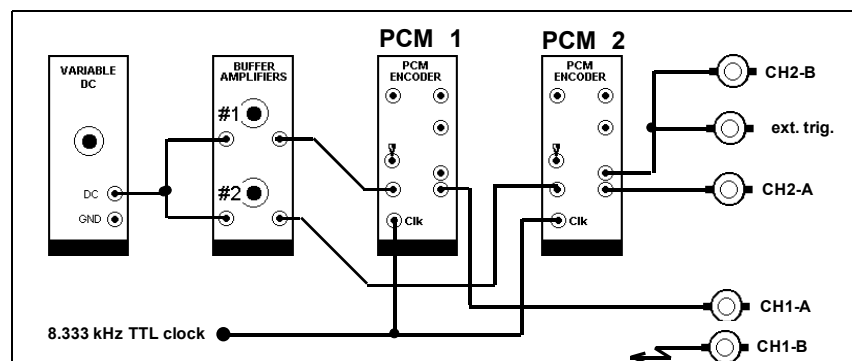 PCM 1
PCM 2
VARIABLE
DC
BUFFER
AMPLIFIERS
PCM
ENCODER
PCM
ENCODER
CH2-B
#1
ext. trig.
#2
DC
CH2-A
GND
Clk
Clk
CH1-A
8.333 kHz TTL clock
CH1-B